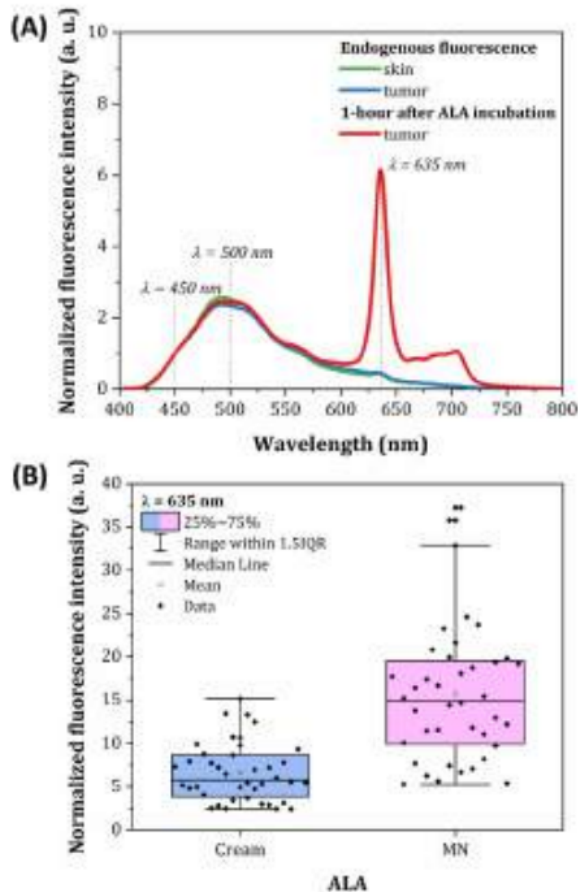 (A)
Normalized fluorescence intensity (a. u.)
10
8
6
4
2
0
Endogenous fluorescence
skin
tumor
1-hour after ALA incubation
tumor
λ = 635 nm
λ = 500 nm
λ = 450 nm
400 450 500 550 600 650 700 750 800
Wavelength (nm)
(B)
Normalized fluorescence intensity (a. u.)
40
35
30
25
20
15
10
5
0
λ = 635 nm
25%~75%
Range within 1.5IQR
Median Line
Mean
Data
Cream MN
ALA